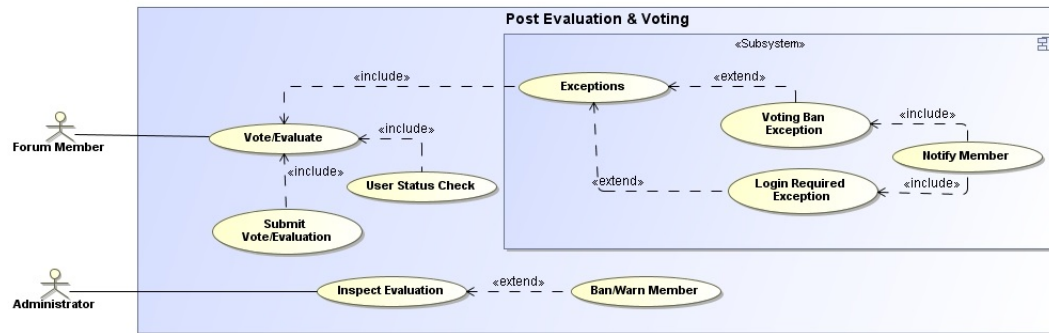 Post Evaluation & Voting
«Subsystem»
«include»
Exceptions
«extend»
Voting Ban
Exception
«include»
Forum Member
Vote/Evaluate
«include»
Notify Member
«include»
User Status Check
«extend»
Login Required
Exception
«include»
Submit
Vote/Evaluation
Administrator
Inspect Evaluation
«extend»
Ban/Warn Member